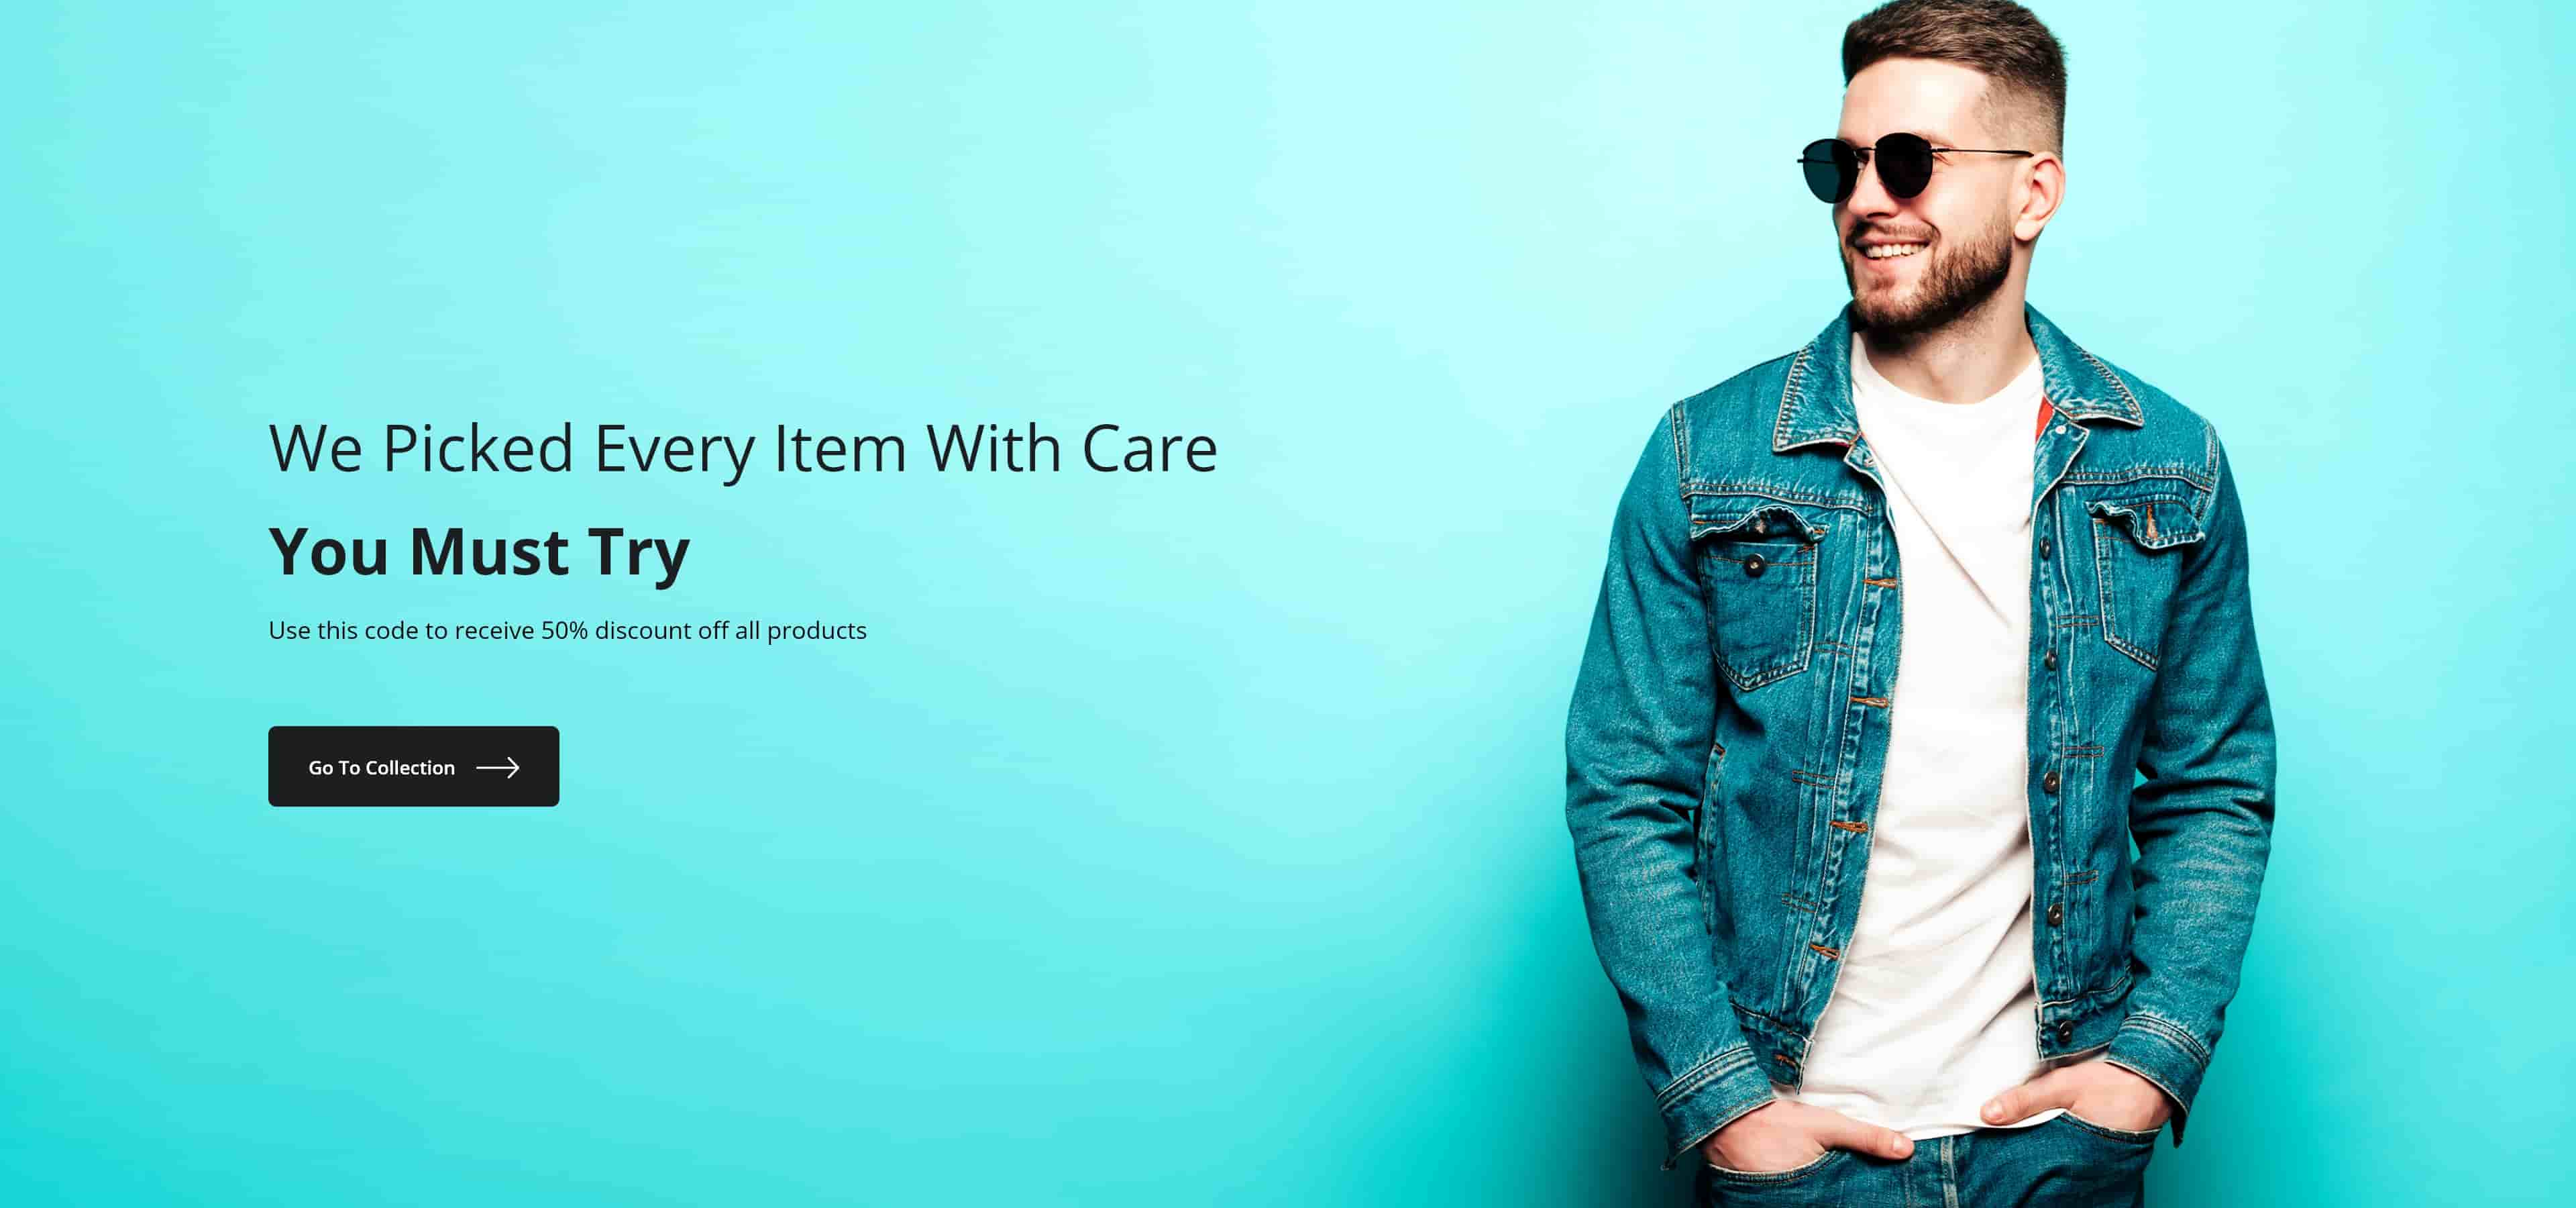 We Picked Every Item With Care
You Must Try
Use this code to receive 50% discount off all products
Go To Collection